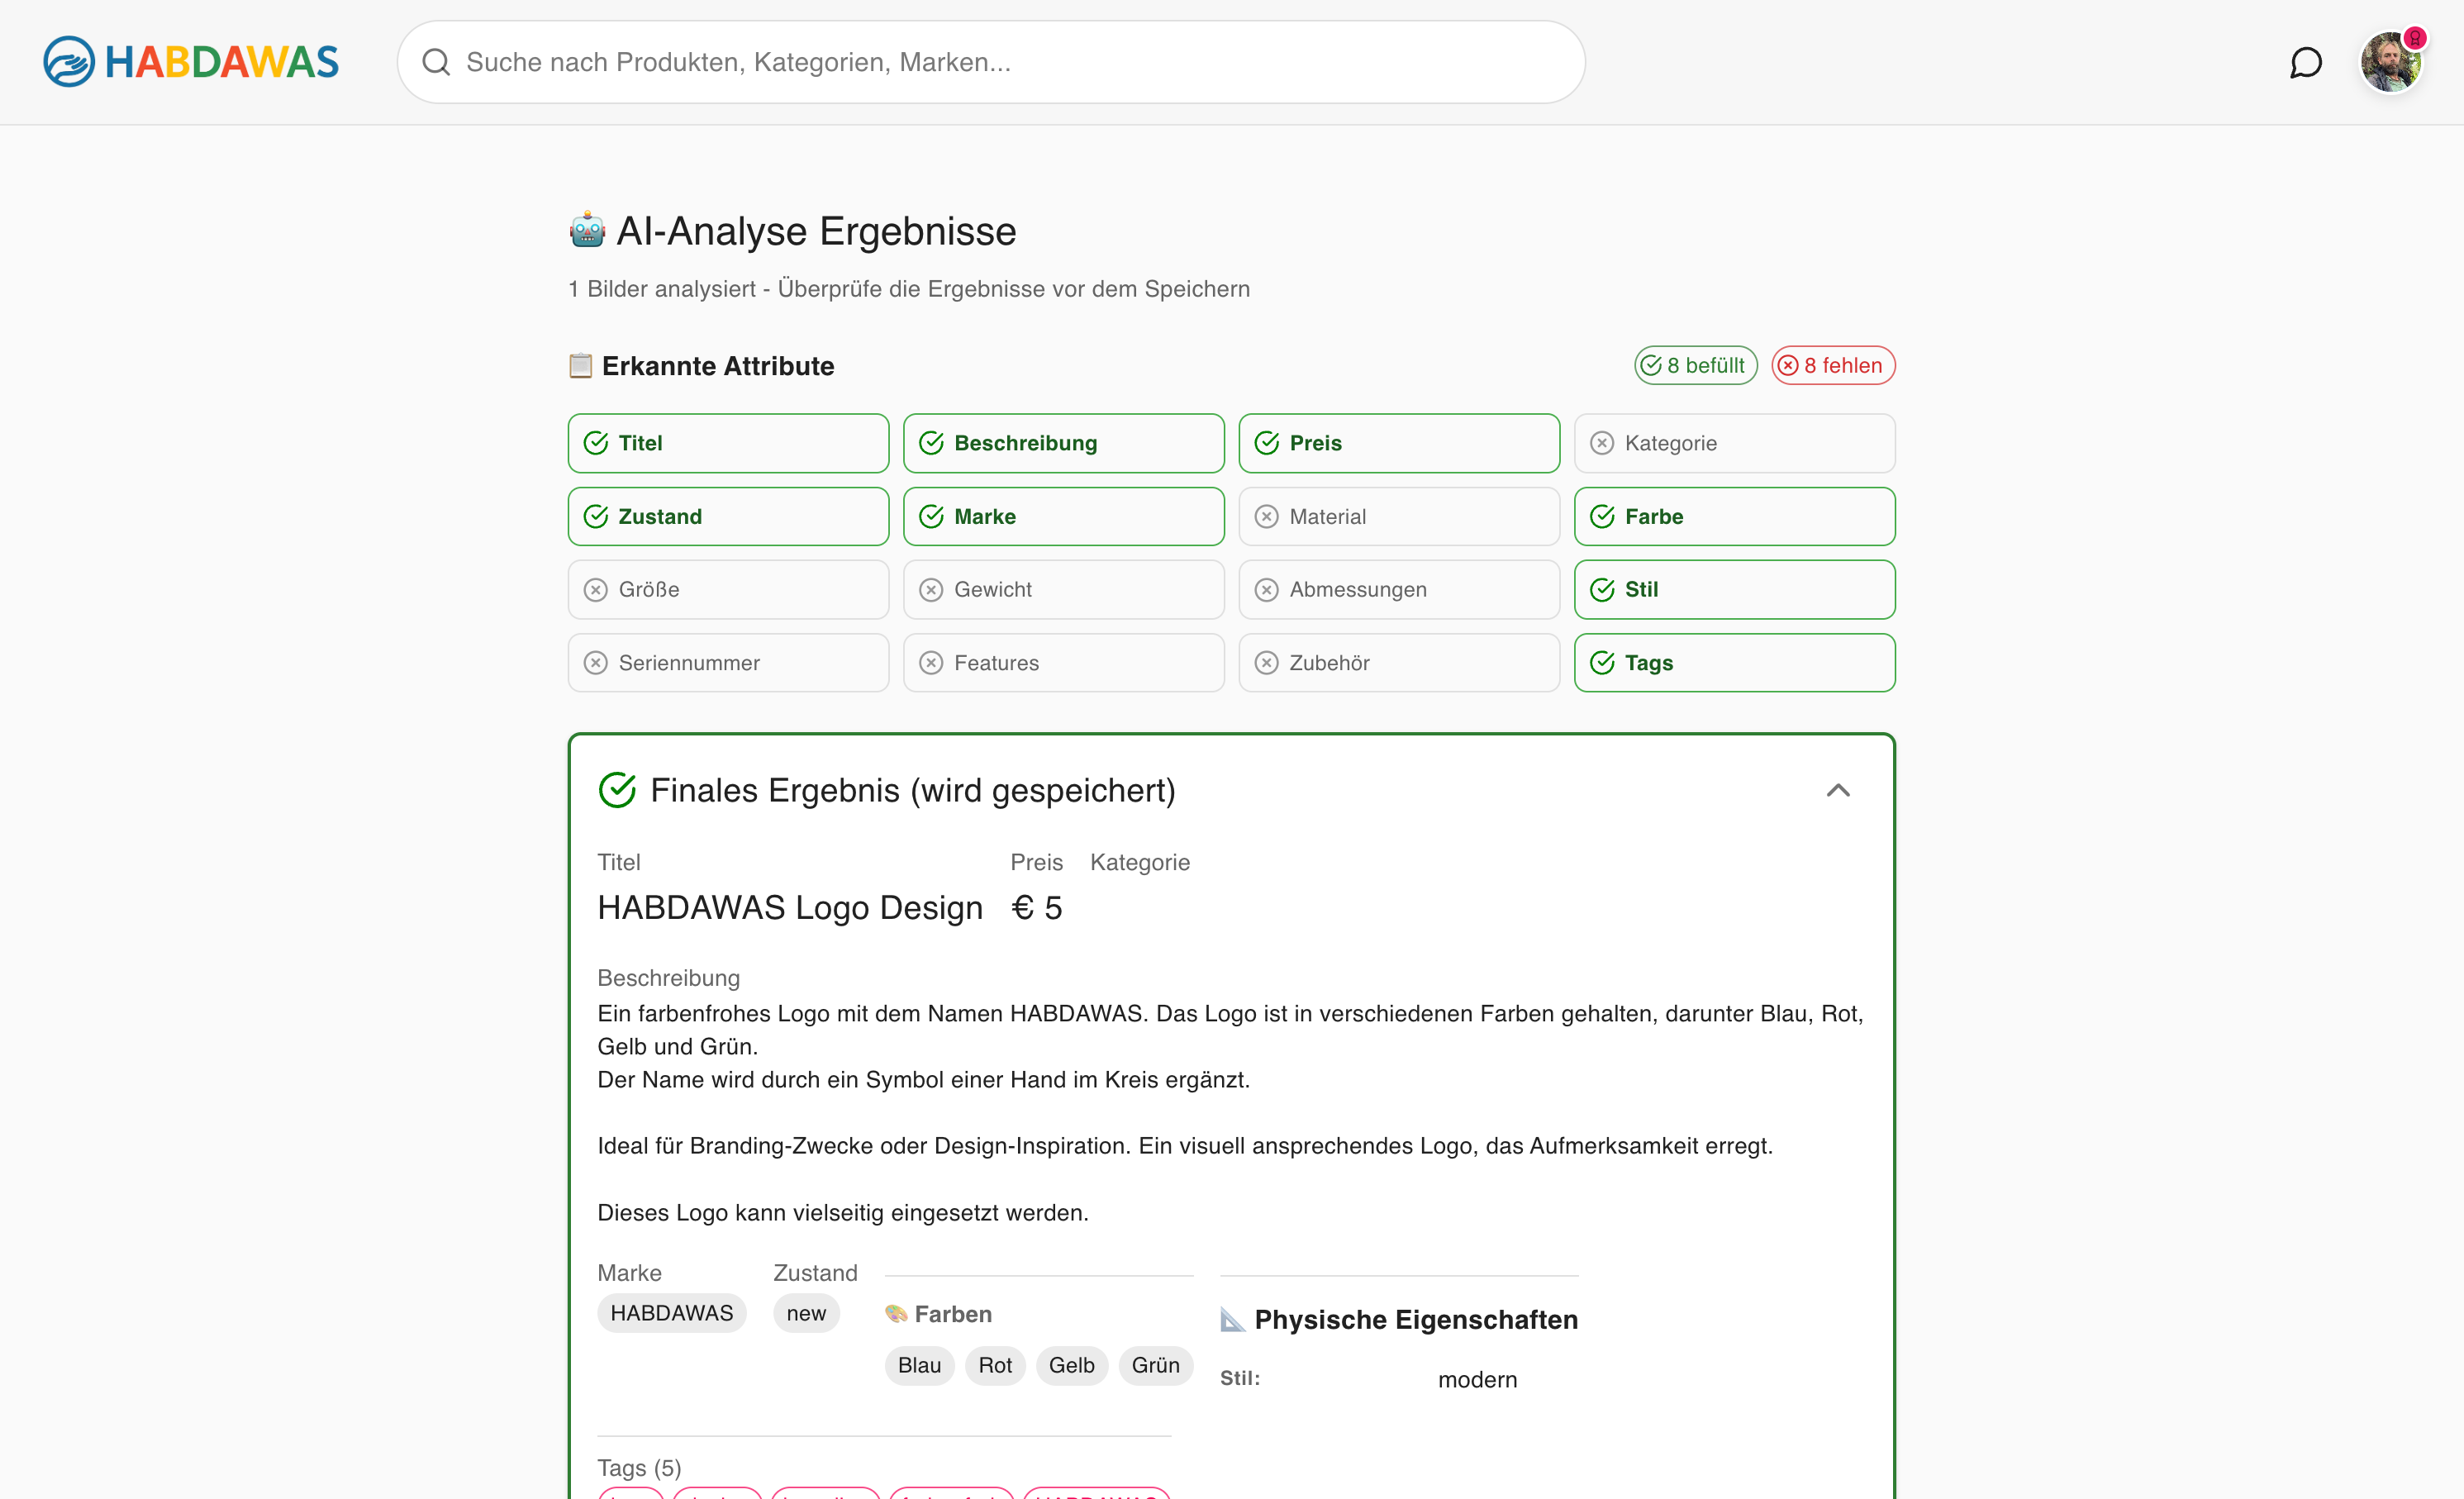 HABDAWAS
Suche nach Produkten, Kategorien, Marken...
AI-Analyse Ergebnisse
1 Bilder analysiert - Überprüfe die Ergebnisse vor dem Speichern
Erkannte Attribute
8 befüllt
8 fehlen
Titel
Beschreibung
Preis
Kategorie
Zustand
Marke
Material
Farbe
Größe
Gewicht
Abmessungen
Stil
Seriennummer
Features
Zubehör
Tags
Finales Ergebnis (wird gespeichert)
Titel
HABDAWAS Logo Design
Preis
€ 5
Kategorie
Beschreibung
Ein farbenfrohes Logo mit dem Namen HABDAWAS. Das Logo ist in verschiedenen Farben gehalten, darunter Blau, Rot,
Gelb und Grün.
Der Name wird durch ein Symbol einer Hand im Kreis ergänzt.
Ideal für Branding-Zwecke oder Design-Inspiration. Ein visuell ansprechendes Logo, das Aufmerksamkeit erregt.
Dieses Logo kann vielseitig eingesetzt werden.
Marke
HABDAWAS
Zustand
new
Farben
Blau Rot Gelb Grün
Physische Eigenschaften
Stil: modern
Tags (5)